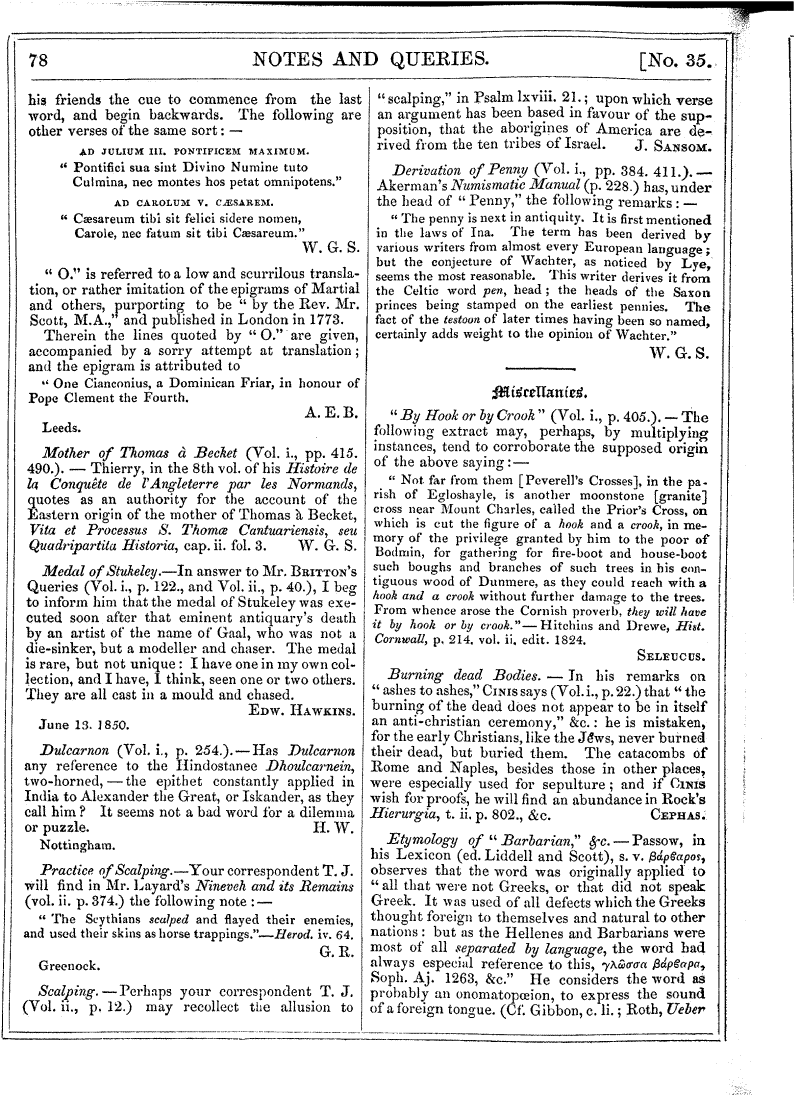 78 NOTES AND QUERIES. [No. 35.
his friends the cue to commence from the last
word, and begin backwards. The following are
other verses of the same sort: —
AD JULIUM III. PONTIFICEM MAXIMUM.
“ Pontifici sua sint Divino Numine tuto
Culmina, nec montes hos petat omnipotens.”
AD CAROLUM V. CÆSAREM.
“ Cæsareum tibi sit felici sidere nomen,
Carole, nec fatum sit tibi Cæsareum.”
W. G. S.
“ O.” is referred to a low and scurrilous transla-
tion, or rather imitation of the epigrams of Martial
and others, purporting to be “ by the Rev. Mr.
Scott, M.A.,” and published in London in 1773.
Therein the lines quoted by “ O.” are given,
accompanied by a sorry attempt at translation;
and the epigram is attributed to
“ One Cianconius, a Dominican Friar, in honour of
Pope Clement the Fourth.
A. E. B.
Leeds.
Mother of Thomas à Becket (Vol. i., pp. 415.
490.). — Thierry, in the 8th vol. of his Histoire de
la Conquête de l'Angleterre par les Normands,
quotes as an authority for the account of the
Eastern origin of the mother of Thomas à Becket,
Vita et Processus S. Thomæ Cantuariensis, seu
Quadripartita Historia, cap. ii. fol. 3. W. G. S.
Medal of Stukeley.—In answer to Mr. BRITTON'S
Queries (Vol. i., p. 122., and Vol. ii., p. 40.), I beg
to inform him that the medal of Stukeley was exe-
cuted soon after that eminent antiquary's death
by an artist of the name of Gaal, who was not a
die-sinker, but a modeller and chaser. The medal
is rare, but not unique: I have one in my own col-
lection, and I have, I think, seen one or two others.
They are all cast in a mould and chased.
EDW. HAWKINS.
June 13. 1850.
Dulcarnon (Vol. i., p. 254.). — Has Dulcarnon
any reference to the Hindostanee Dhoulcarnein,
two-horned, — the epithet constantly applied in
India to Alexander the Great, or Iskander, as they
call him? It seems not a bad word for a dilemma
or puzzle. H. W.
Nottingham.
Practice of Scalping.—Your correspondent T. J.
will find in Mr. Layard's Nineveh and its Remains
(vol. ii. p. 374.) the following note: —
“ The Scythians scalped and flayed their enemies,
and used their skins as horse trappings.”—Herod. iv. 64.
G. R.
Greenock.
Scalping. — Perhaps your correspondent T. J.
(Vol. ii., p. 12.) may recollect the allusion to
“scalping,” in Psalm lxviii. 21.; upon which verse
an argument has been based in favour of the sup-
position, that the aborigines of America are de-
rived from the ten tribes of Israel. J. SANSOM.
Derivation of Penny (Vol. i., pp. 384. 411.). —
Akerman's Numismatic Manual (p. 228.) has, under
the head of “ Penny,” the following remarks: —
“ The penny is next in antiquity. It is first mentioned
in the laws of Ina. The term has been derived by
various writers from almost every European language;
but the conjecture of Wachter, as noticed by Lye,
seems the most reasonable. This writer derives it from
the Celtic word pen, head; the heads of the Saxon
princes being stamped on the earliest pennies. The
fact of the testoon of later times having been so named,
certainly adds weight to the opinion of Wachter.”
W. G. S.
Miscellanies.
“ By Hook or by Crook ” (Vol. i., p. 405.). — The
following extract may, perhaps, by multiplying
instances, tend to corroborate the supposed origin
of the above saying: —
“ Not far from them [Peverell's Crosses], in the pa-
rish of Egloshayle, is another moonstone [granite]
cross near Mount Charles, called the Prior's Cross, on
which is cut the figure of a hook and a crook, in me-
mory of the privilege granted by him to the poor of
Bodmin, for gathering for fire-boot and house-boot
such boughs and branches of such trees in his con-
tiguous wood of Dunmere, as they could reach with a
hook and a crook without further damage to the trees.
From whence arose the Cornish proverb, they will have
it by hook or by crook.”—Hitchins and Drewe, Hist.
Cornwall, p. 214. vol. ii. edit. 1824.
SELEUCUS.
Burning dead Bodies. — In his remarks on
“ ashes to ashes,” CINIS says (Vol. i., p. 22.) that “ the
burning of the dead does not appear to be in itself
an anti-christian ceremony,” &c.: he is mistaken,
for the early Christians, like the Jews, never burned
their dead, but buried them. The catacombs of
Rome and Naples, besides those in other places,
were especially used for sepulture; and if CINIS
wish for proofs, he will find an abundance in Rock's
Hierurgia, t. ii. p. 802., &c. CEPHAS.
Etymology of “ Barbarian,” &c. — Passow, in
his Lexicon (ed. Liddell and Scott), s. v. βάρϐαρος,
observes that the word was originally applied to
“ all that were not Greeks, or that did not speak
Greek. It was used of all defects which the Greeks
thought foreign to themselves and natural to other
nations: but as the Hellenes and Barbarians were
most of all separated by language, the word had
always especial reference to this, γλῶσσα βάρϐαρα,
Soph. Aj. 1263, &c.” He considers the word as
probably an onomatopœion, to express the sound
of a foreign tongue. (Cf. Gibbon, c. li.; Roth, Ueber